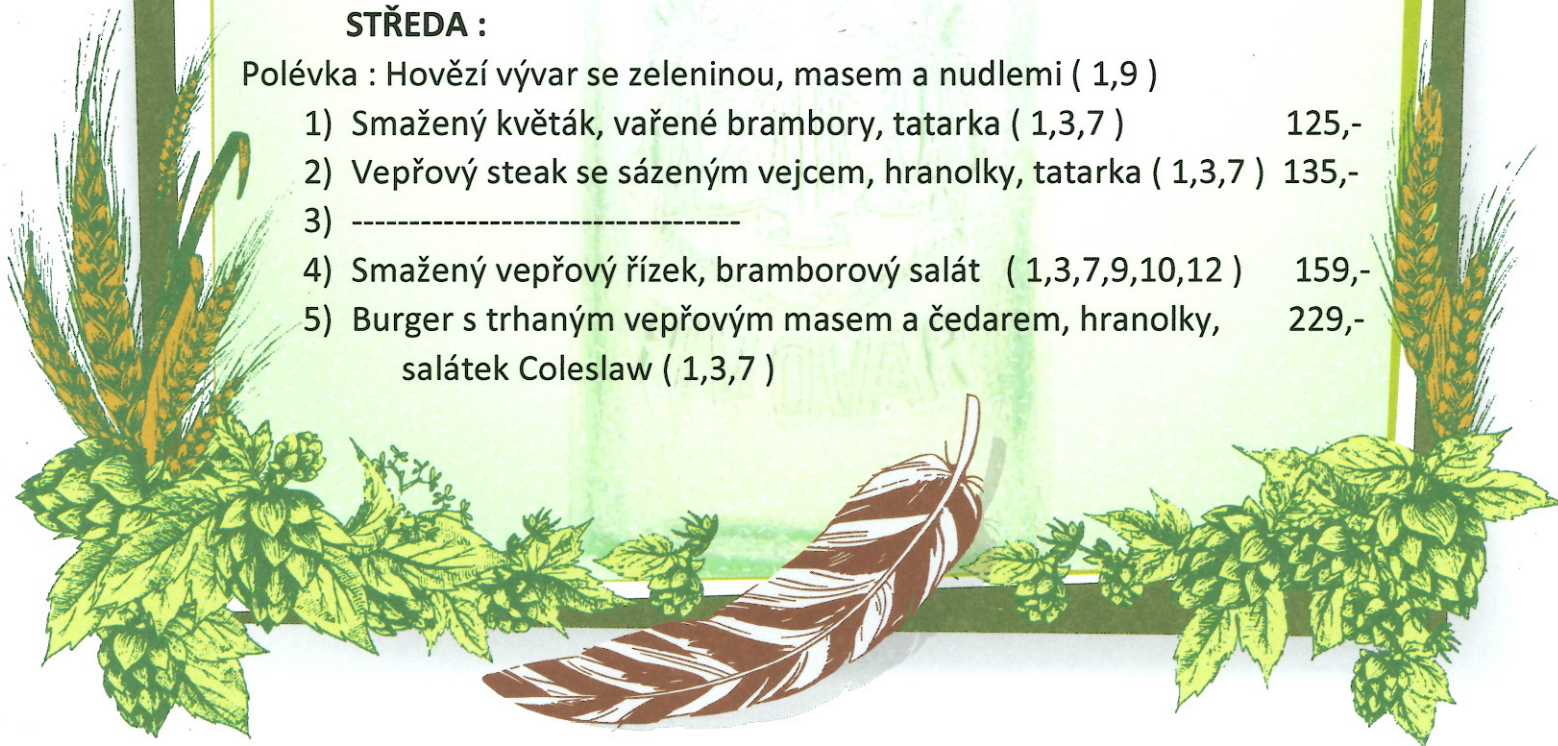 STŘEDA :
Polévka : Hovězí vývar se zeleninou, masem a nudlemi ( 1,9 )
1) Smažený květák, vařené brambory, tatarka ( 1,3,7 ) 125,-
2) Vepřový steak se sázeným vejcem, hranolky, tatarka ( 1,3,7 ) 135,-
3) ----------------------------------
4) Smažený vepřový řízek, bramborový salát ( 1,3,7,9,10,12 ) 159,-
5) Burger s trhaným vepřovým masem a čedarem, hranolky, 229,-
salátek Coleslaw ( 1,3,7 )